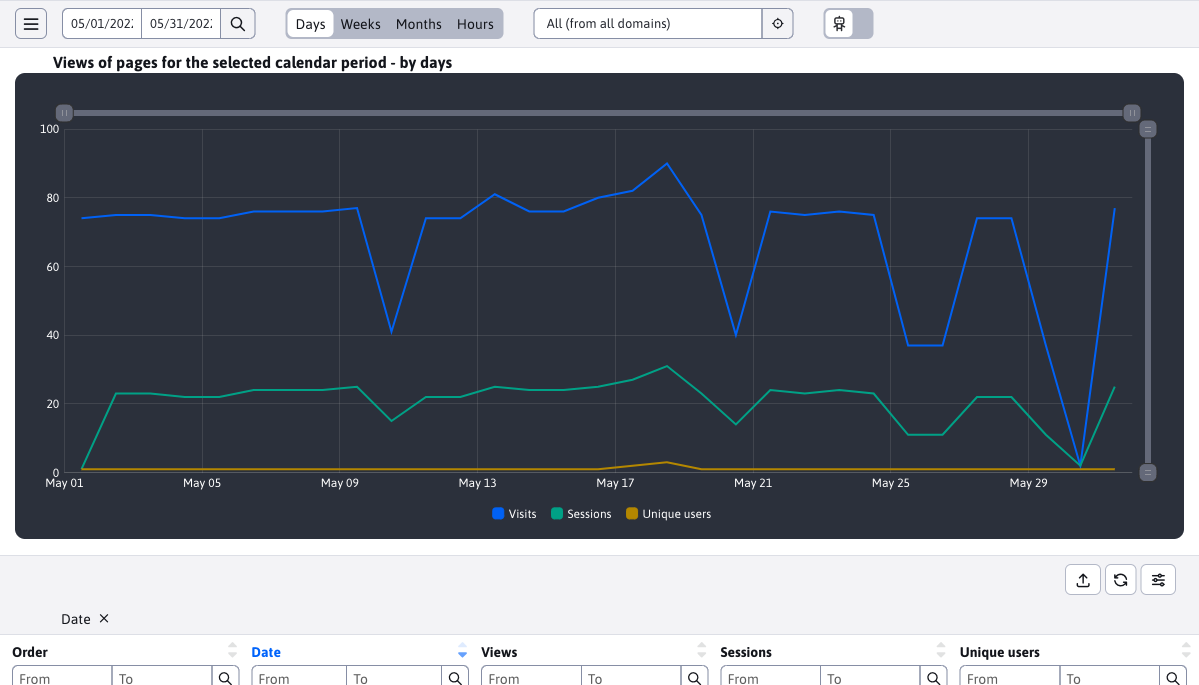 05/01/202 05/31/202 Days Weeks Months Hours All (from all domains)
Views of pages for the selected calendar period - by days
100
80
60
40
20
0
May 01 May 05 May 09 May 13 May 17 May 21 May 25 May 29
Visits Sessions Unique users
Date
Order Date Views Sessions Unique users
From To From To From To From To From To